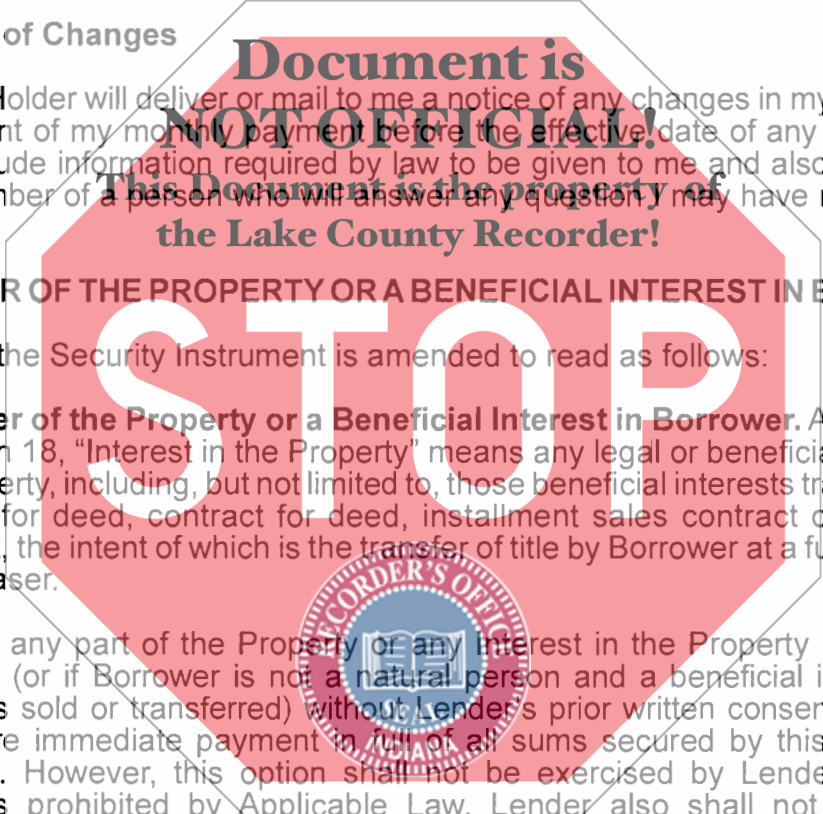 of Changes
Document is
older will deliver or mail to me a notice of any changes in my
NOT OFFICIAL!
nt of my monthly payment before the effective date of any
ude information required by law to be given to me and also
This Document is the property of
ber of a person who will answer any question I may have
the Lake County Recorder!
R OF THE PROPERTY OR A BENEFICIAL INTEREST IN
STOP
the Security Instrument is amended to read as follows:
er of the Property or a Beneficial Interest in Borrower. A
18, “Interest in the Property” means any legal or beneficia
erty, including, but not limited to, those beneficial interests tra
for deed, contract for deed, installment sales contract o
, the intent of which is the transfer of title by Borrower at a fu
aser.
RECORDER'S OFFICE
any part of the Property or any interest in the Property
(or if Borrower is not a natural person and a beneficial i
s sold or transferred) without Lender's prior written consen
SEAL
e immediate payment in full of all sums secured by this
INDIANA
. However, this option shall not be exercised by Lende
s prohibited by Applicable Law. Lender also shall not